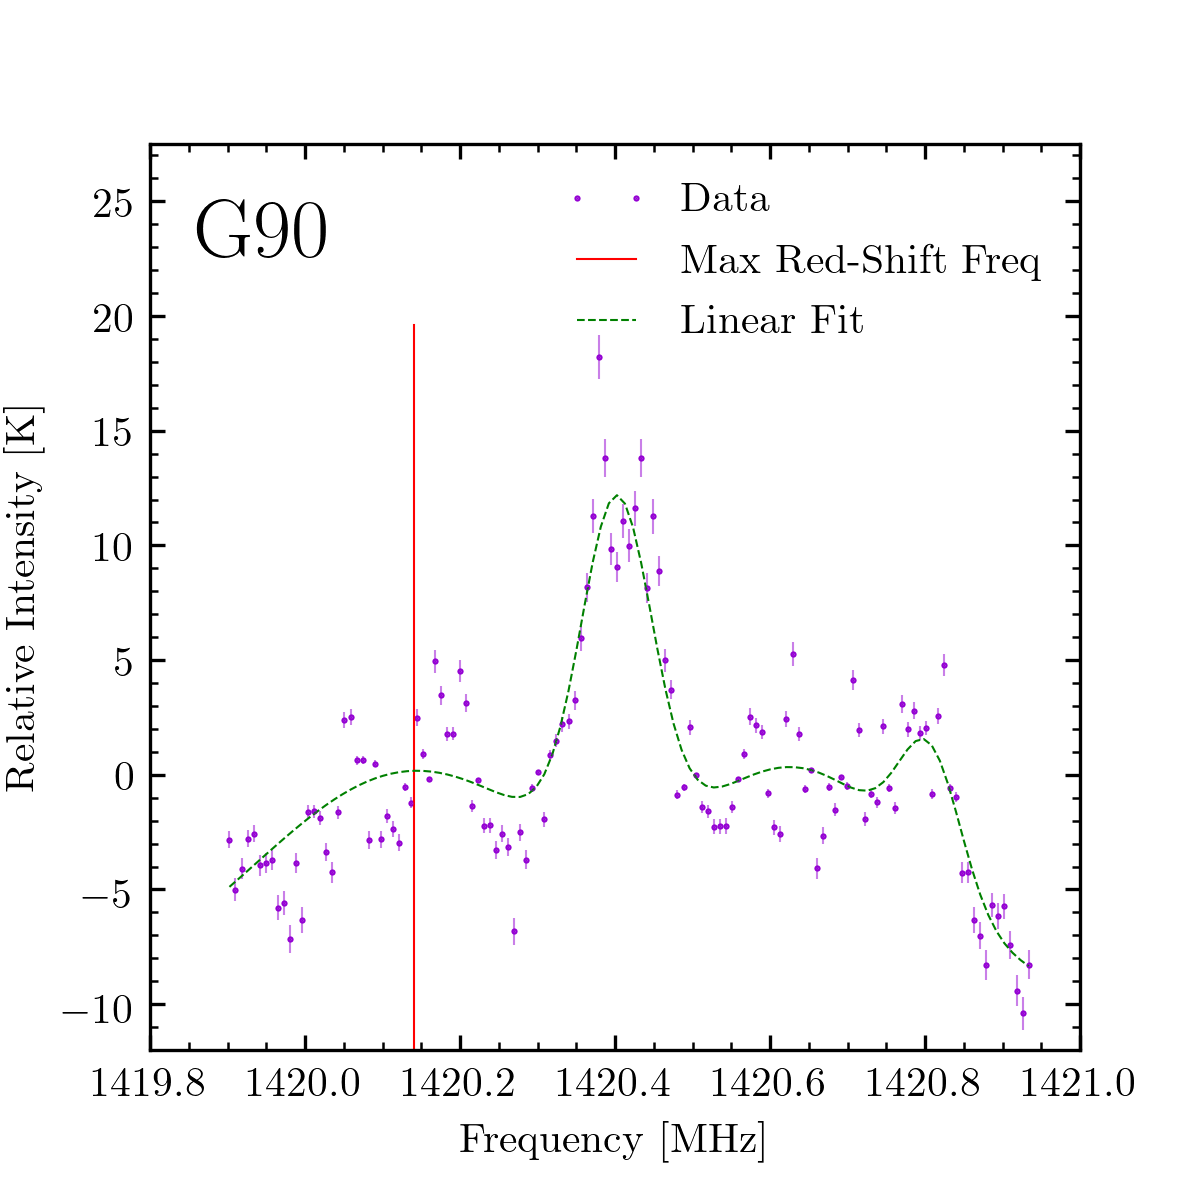 G90
Data
Max Red-Shift Freq
Linear Fit
25
20
15
10
5
0
−5
−10
Relative Intensity [K]
1419.8 1420.0 1420.2 1420.4 1420.6 1420.8 1421.0
Frequency [MHz]